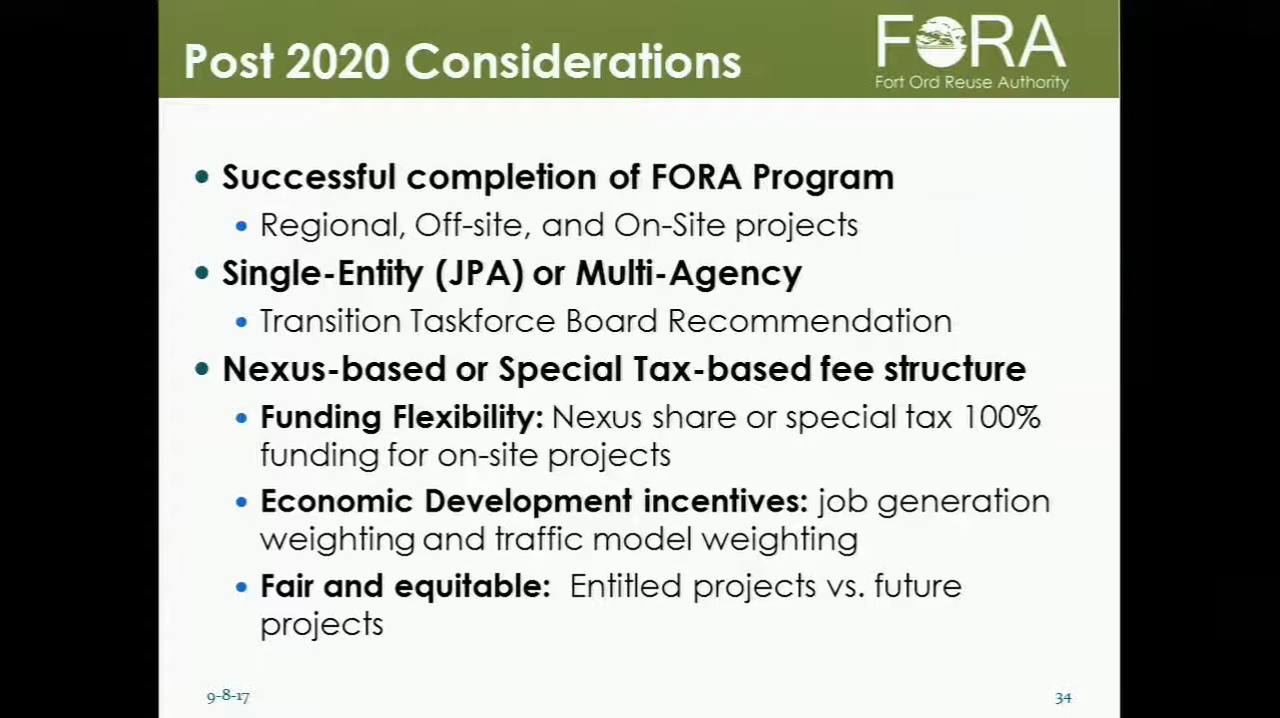 Post 2020 Considerations
FORA
Fort Ord Reuse Authority
• Successful completion of FORA Program
• Regional, Off-site, and On-Site projects
• Single-Entity (JPA) or Multi-Agency
• Transition Taskforce Board Recommendation
• Nexus-based or Special Tax-based fee structure
• Funding Flexibility: Nexus share or special tax 100%
funding for on-site projects
• Economic Development incentives: job generation
weighting and traffic model weighting
• Fair and equitable: Entitled projects vs. future
projects
9-8-17
34